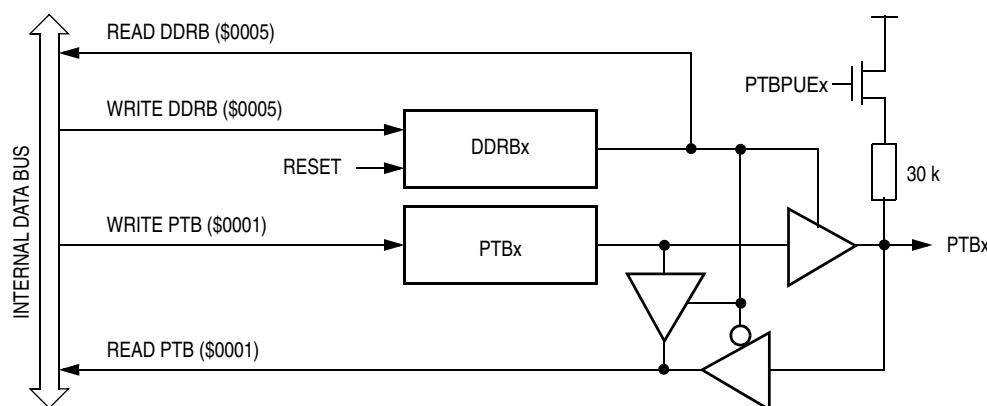 READ DDRB ($0005)
PTBPUEx
WRITE DDRB ($0005)
DDRBx
RESET
30 k
WRITE PTB ($0001)
PTBx
PTBx
READ PTB ($0001)
INTERNAL DATA BUS